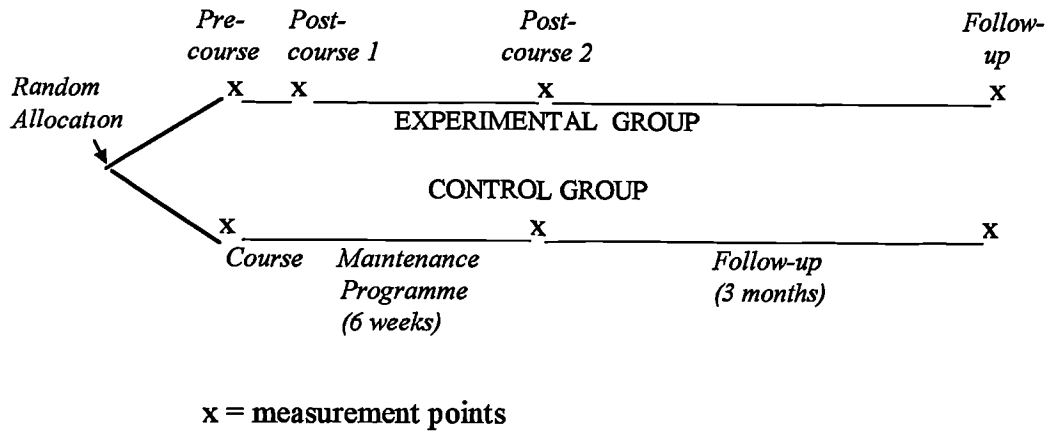 Pre-
course
Post-
course 1
Post-
course 2
Follow-
up
Random
Allocation
x x x x
EXPERIMENTAL GROUP
CONTROL GROUP
x x x
Course
Maintenance
Programme
(6 weeks)
Follow-up
(3 months)
x = measurement points